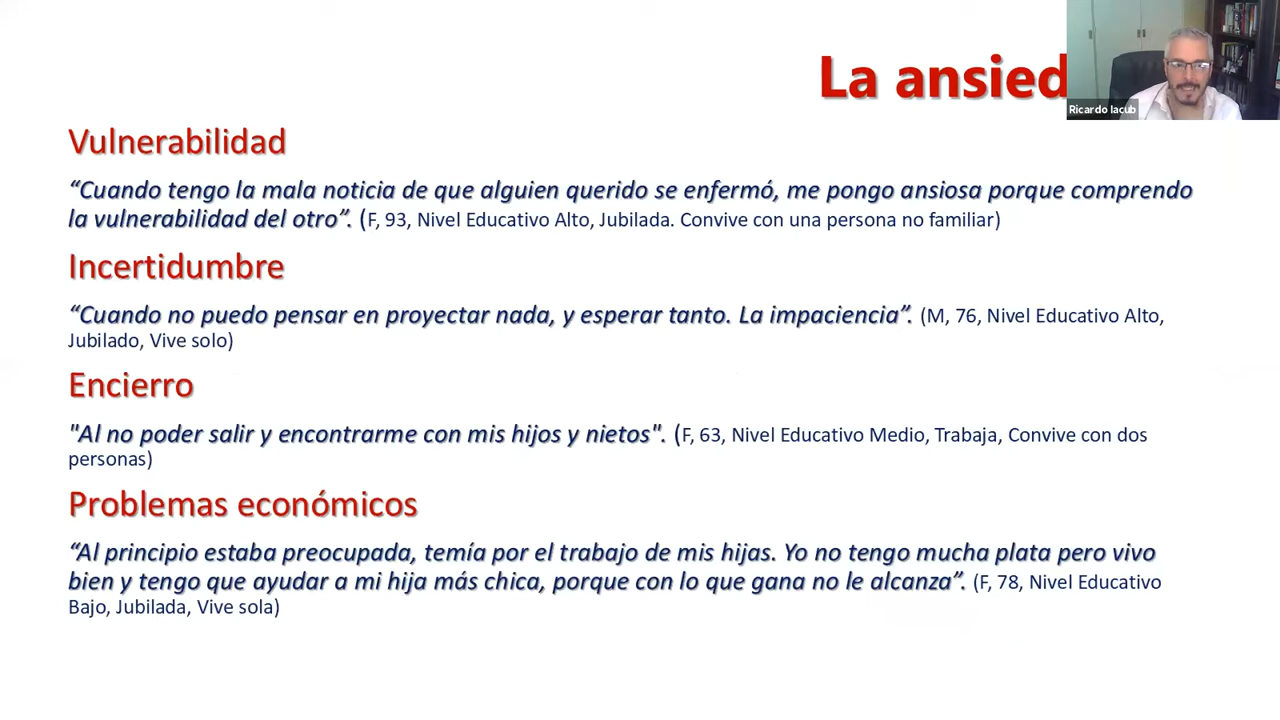 La ansied
Ricardo Iacub
Vulnerabilidad
“Cuando tengo la mala noticia de que alguien querido se enfermó, me pongo ansiosa porque comprendo
la vulnerabilidad del otro”. (F, 93, Nivel Educativo Alto, Jubilada. Convive con una persona no familiar)
Incertidumbre
“Cuando no puedo pensar en proyectar nada, y esperar tanto. La impaciencia”. (M, 76, Nivel Educativo Alto,
Jubilado, Vive solo)
Encierro
"Al no poder salir y encontrarme con mis hijos y nietos". (F, 63, Nivel Educativo Medio, Trabaja, Convive con dos
personas)
Problemas económicos
“Al principio estaba preocupada, temía por el trabajo de mis hijas. Yo no tengo mucha plata pero vivo
bien y tengo que ayudar a mi hija más chica, porque con lo que gana no le alcanza”. (F, 78, Nivel Educativo
Bajo, Jubilada, Vive sola)